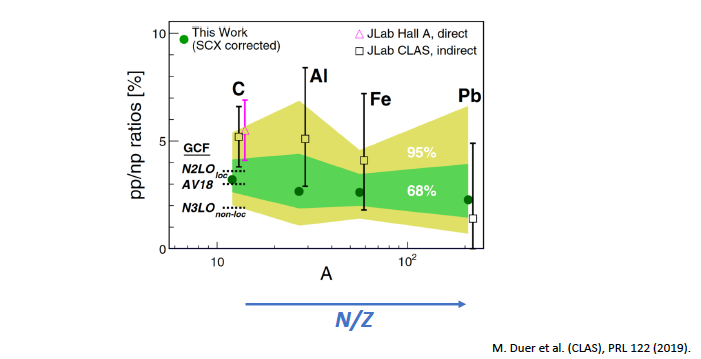 This Work
(SCX corrected)
JLab Hall A, direct
JLab CLAS, indirect
pp/np ratios [%]
10
5
0
C
Al
Fe
Pb
GCF
N2LO loc
AV18
N3LO non-loc
95%
68%
10
10²
A
N/Z
M. Duer et al. (CLAS), PRL 122 (2019).